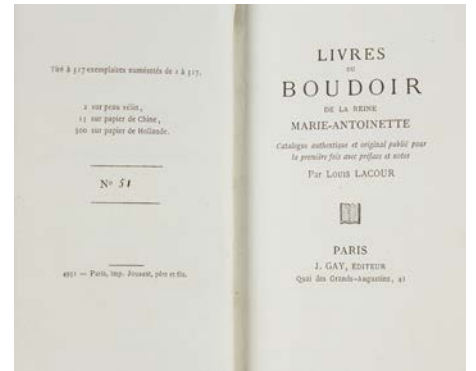 Tiré à 317 exemplaires numérotés de 1 à 317.
2 sur peau vélin,
15 sur papier de Chine,
300 sur papier de Hollande.
Nº 51
4951 — Paris, imp. Jouaust, père et fils.
LIVRES
DU
BOUDOIR
DE LA REINE
MARIE-ANTOINETTE
Catalogue authentique et original publié pour
la première fois avec préface et notes
Par Louis LACOUR
PARIS
J. GAY, ÉDITEUR
Quai des Grands-Augustins, 41